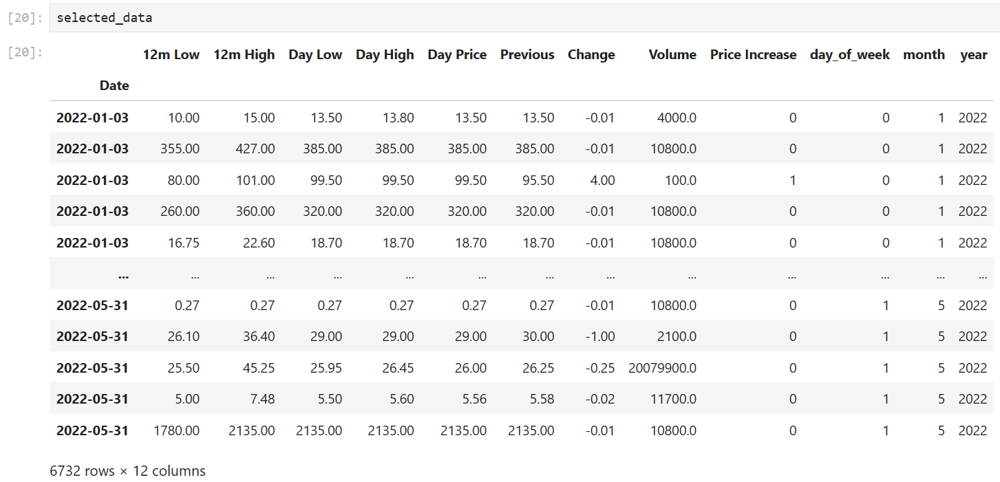 [20]: selected_data
[20]: 12m Low 12m High Day Low Day High Day Price Previous Change Volume Price Increase day_of_week month year
Date
2022-01-03 10.00 15.00 13.50 13.80 13.50 13.50 -0.01 4000.0 0 0 1 2022
2022-01-03 355.00 427.00 385.00 385.00 385.00 385.00 -0.01 10800.0 0 0 1 2022
2022-01-03 80.00 101.00 99.50 99.50 99.50 95.50 4.00 100.0 1 0 1 2022
2022-01-03 260.00 360.00 320.00 320.00 320.00 320.00 -0.01 10800.0 0 0 1 2022
2022-01-03 16.75 22.60 18.70 18.70 18.70 18.70 -0.01 10800.0 0 0 1 2022
... ... ... ... ... ... ... ... ... ... ... ... ...
2022-05-31 0.27 0.27 0.27 0.27 0.27 0.27 -0.01 10800.0 0 1 5 2022
2022-05-31 26.10 36.40 29.00 29.00 29.00 30.00 -1.00 2100.0 0 1 5 2022
2022-05-31 25.50 45.25 25.95 26.45 26.00 26.25 -0.25 20079900.0 0 1 5 2022
2022-05-31 5.00 7.48 5.50 5.60 5.56 5.58 -0.02 11700.0 0 1 5 2022
2022-05-31 1780.00 2135.00 2135.00 2135.00 2135.00 2135.00 -0.01 10800.0 0 1 5 2022
6732 rows × 12 columns